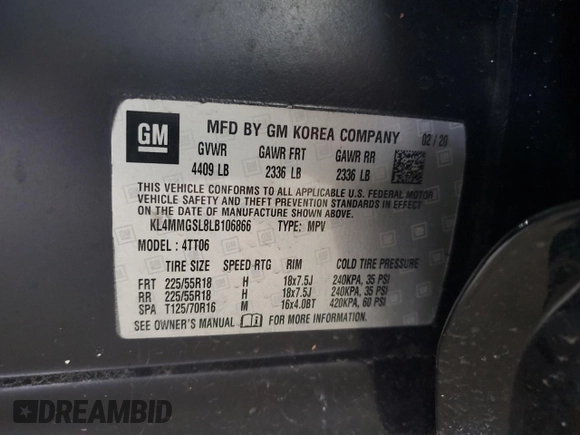 GM
MFD BY GM KOREA COMPANY 02/20
GVWR GAWR FRT GAWR RR
4409 LB 2336 LB 2336 LB
THIS VEHICLE CONFORMS TO ALL APPLICABLE U.S. FEDERAL MOTOR
VEHICLE SAFETY AND THEFT PREVENTION STANDARDS IN EFFECT
ON THE DATE OF MANUFACTURE SHOWN ABOVE.
KL4MMGSL8LB106866 TYPE: MPV
MODEL: 4TT06
TIRE SIZE SPEED RTG RIM COLD TIRE PRESSURE
FRT 225/55R18 H 18x7.5J 240KPA, 35 PSI
RR 225/55R18 H 18x7.5J 240KPA, 35 PSI
SPA T125/70R16 M 16x4.0BT 420KPA, 60 PSI
SEE OWNER'S MANUAL FOR MORE INFORMATION.
DREAMBID